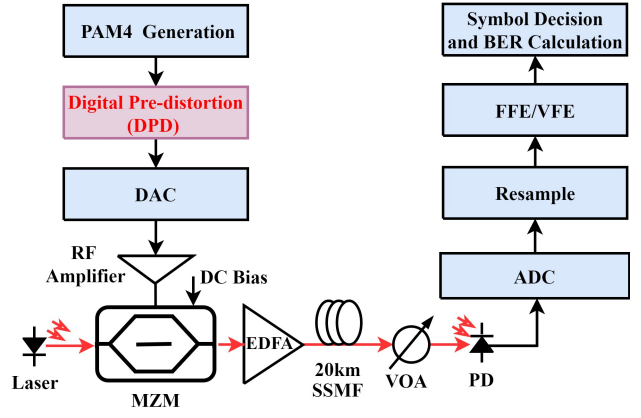 PAM4 Generation
Digital Pre-distortion
(DPD)
DAC
RF
Amplifier
DC Bias
Laser
MZM
EDFA
20km
SSMF
VOA
PD
ADC
Resample
FFE/VFE
Symbol Decision
and BER Calculation